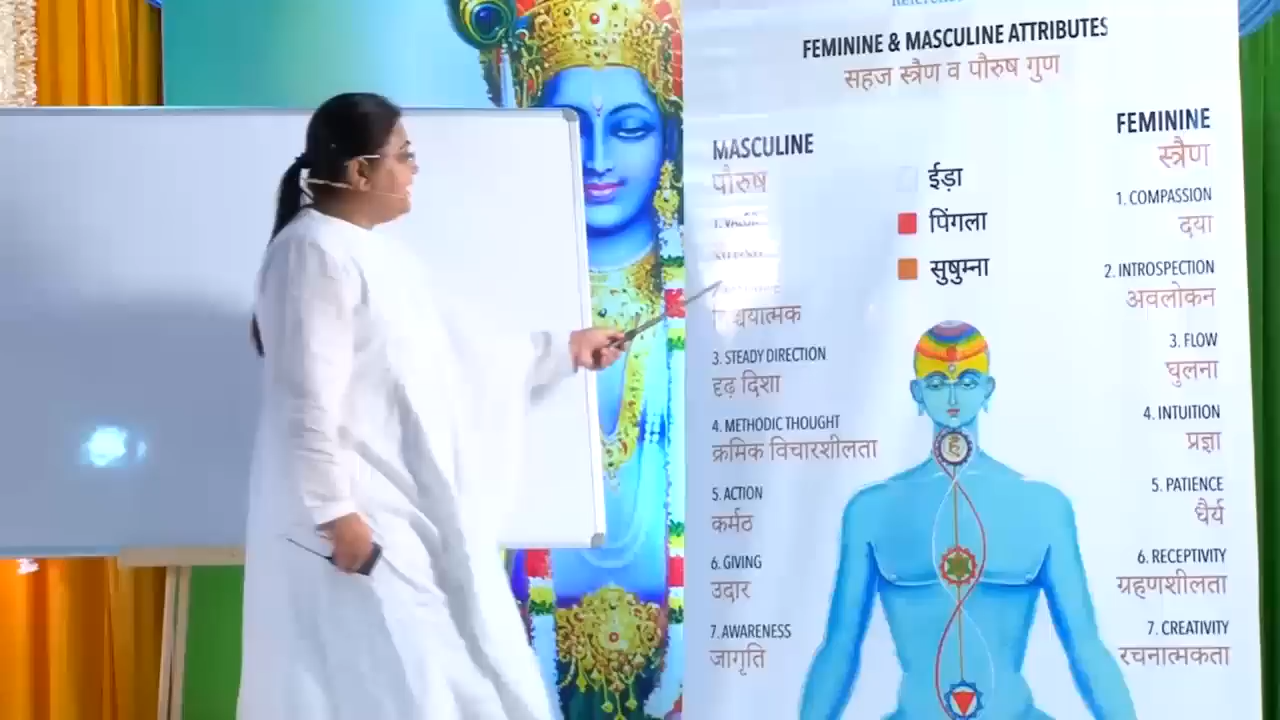 FEMININE & MASCULINE ATTRIBUTES
सहज स्त्रैण व पौरुष गुण
MASCULINE
पौरुष
3. STEADY DIRECTION
दृढ़ दिशा
4. METHODIC THOUGHT
क्रमिक विचारशीलता
5. ACTION
कर्मठ
6. GIVING
उदार
7. AWARENESS
जागृति
ईड़ा
पिंगला
सुषुम्ना
हं
FEMININE
स्त्रैण
1. COMPASSION
दया
2. INTROSPECTION
अवलोकन
3. FLOW
घुलना
4. INTUITION
प्रज्ञा
5. PATIENCE
धैर्य
6. RECEPTIVITY
ग्रहणशीलता
7. CREATIVITY
रचनात्मकता